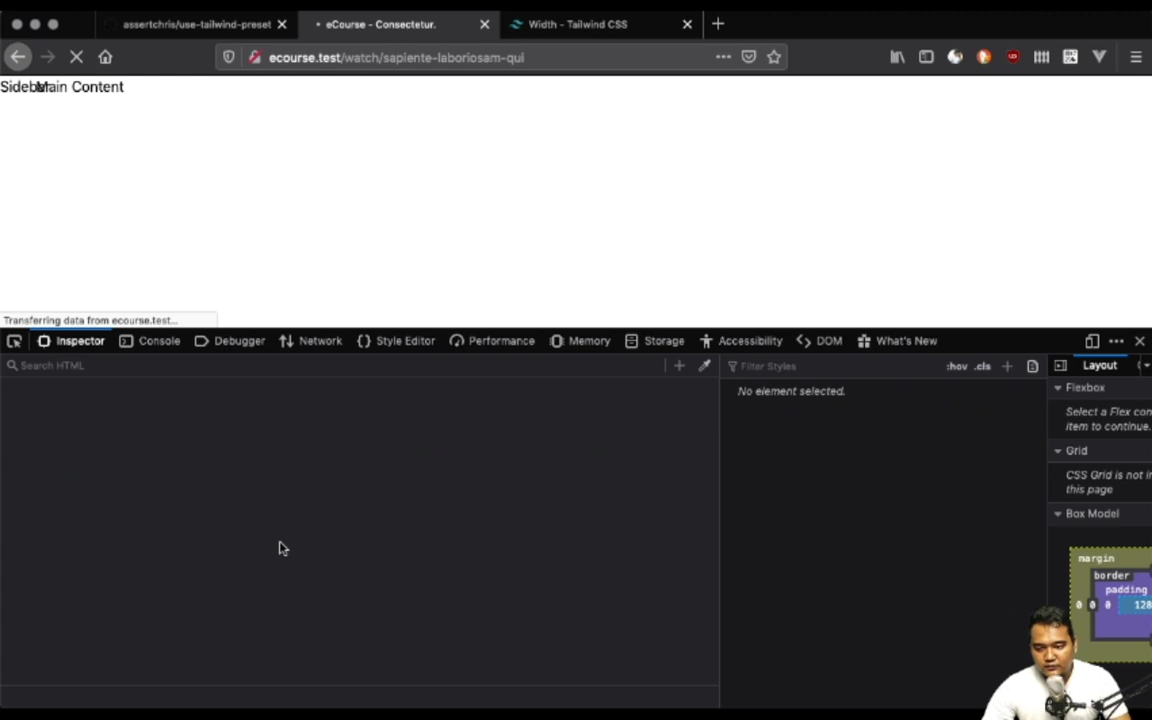 assertchris/use-tailwind-preset
eCourse - Consectetur.
Width - Tailwind CSS
ecourse.test/watch/sapiente-laboriosam-qui
Sidebar
Main Content
Transferring data from ecourse.test...
Inspector Console Debugger Network Style Editor Performance Memory Storage Accessibility DOM What's New
Search HTML
Filter Styles
:hov .cls
Layout
No element selected.
Flexbox
Select a Flex con
item to continue.
Grid
CSS Grid is not in
this page
Box Model
margin
border
padding
0 0 0 128